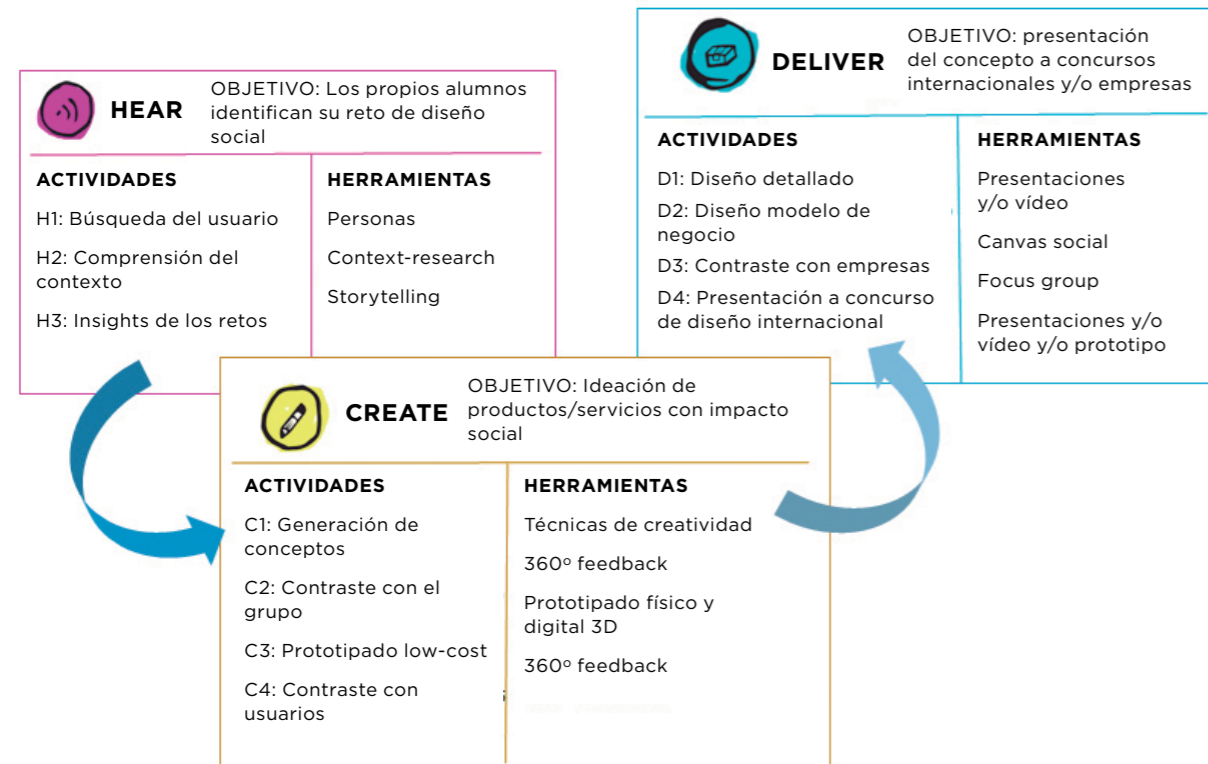 HEAR
OBJETIVO: Los propios alumnos
identifican su reto de diseño
social
ACTIVIDADES
H1: Búsqueda del usuario
H2: Comprensión del
contexto
H3: Insights de los retos
HERRAMIENTAS
Personas
Context-research
Storytelling
CREATE
OBJETIVO: Ideación de
productos/servicios con impacto
social
ACTIVIDADES
C1: Generación de
conceptos
C2: Contraste con el
grupo
C3: Prototipado low-cost
C4: Contraste con
usuarios
HERRAMIENTAS
Técnicas de creatividad
360º feedback
Prototipado físico y
digital 3D
360º feedback
DELIVER
OBJETIVO: presentación
del concepto a concursos
internacionales y/o empresas
ACTIVIDADES
D1: Diseño detallado
D2: Diseño modelo de
negocio
D3: Contraste con empresas
D4: Presentación a concurso
de diseño internacional
HERRAMIENTAS
Presentaciones
y/o vídeo
Canvas social
Focus group
Presentaciones y/o
vídeo y/o prototipo